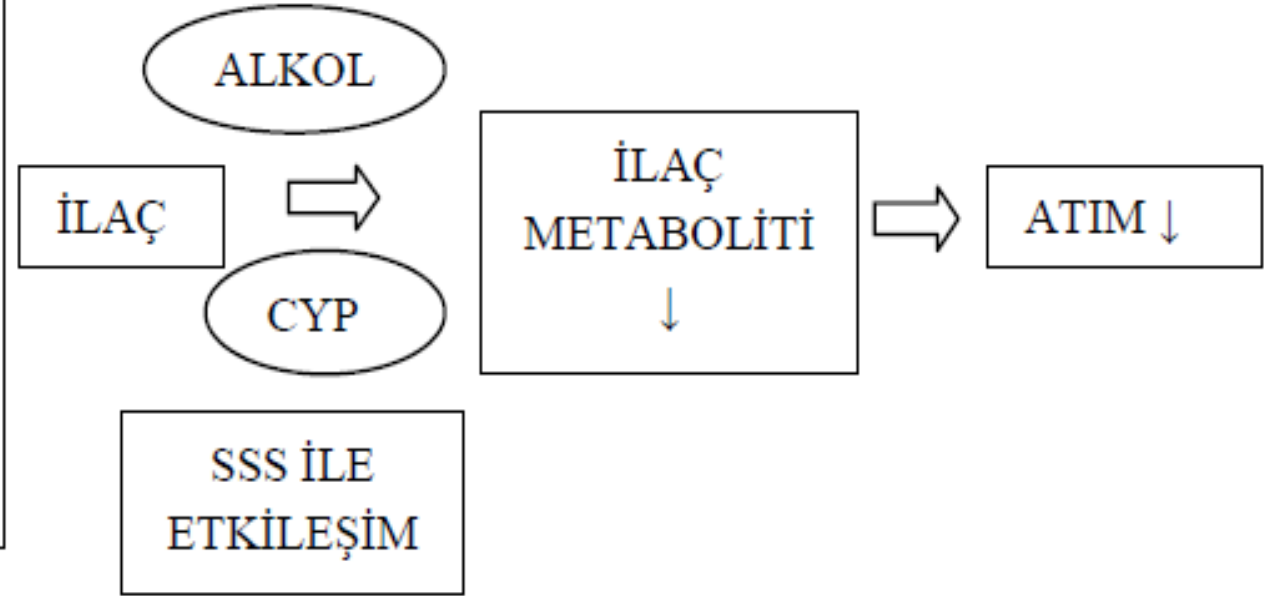 ALKOL
İLAÇ
CYP
İLAÇ
METABOLİTİ
↓
ATIM ↓
SSS İLE
ETKİLEŞİM